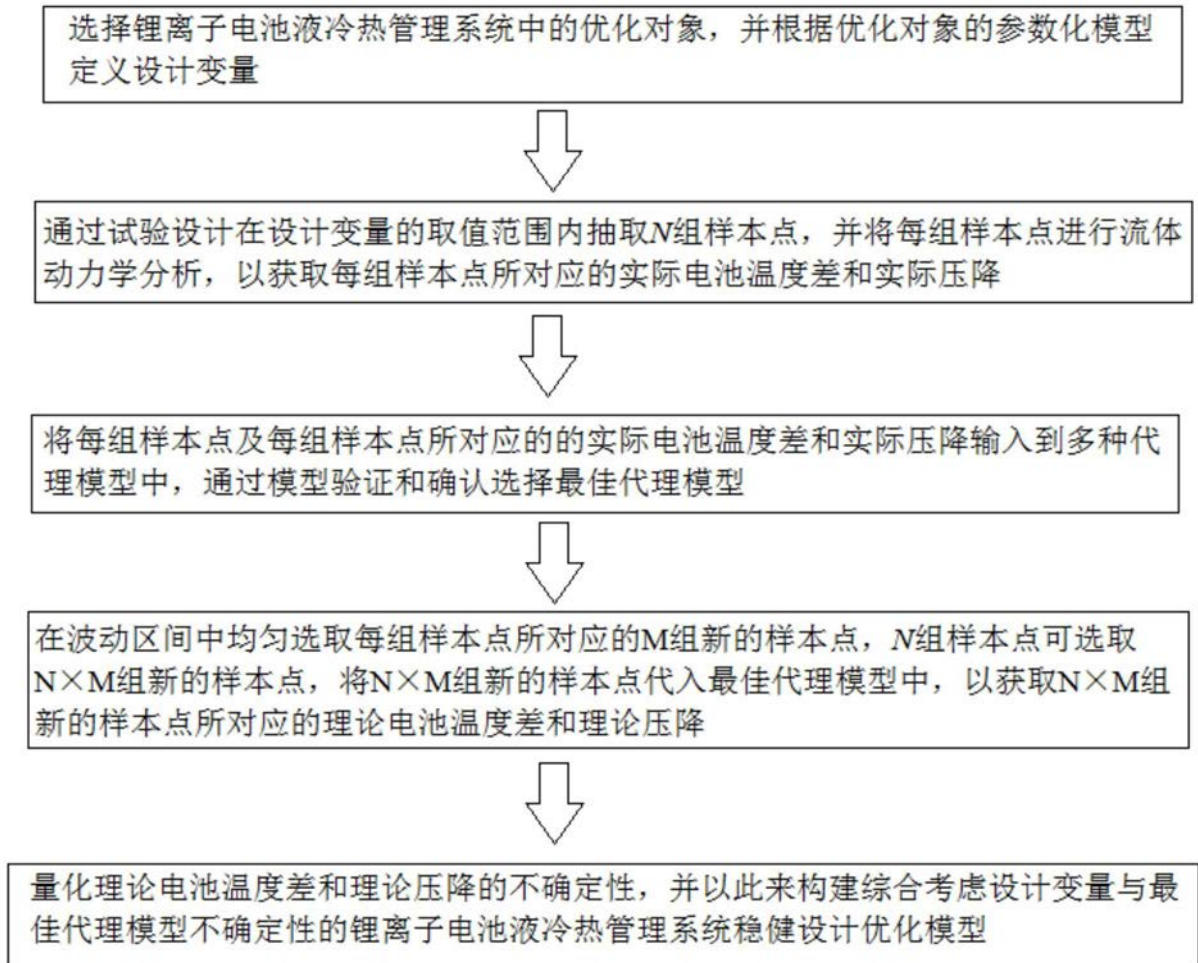 选择锂离子电池液冷热管理系统中的优化对象，并根据优化对象的参数化模型
定义设计变量
通过试验设计在设计变量的取值范围内抽取N组样本点，并将每组样本点进行流体
动力学分析，以获取每组样本点所对应的实际电池温度差和实际压降
将每组样本点及每组样本点所对应的的实际电池温度差和实际压降输入到多种代
理模型中，通过模型验证和确认选择最佳代理模型
在波动区间中均匀选取每组样本点所对应的M组新的样本点，N组样本点可选取
N×M组新的样本点，将N×M组新的样本点代入最佳代理模型中，以获取N×M组
新的样本点所对应的理论电池温度差和理论压降
量化理论电池温度差和理论压降的不确定性，并以此来构建综合考虑设计变量与最
佳代理模型不确定性的锂离子电池液冷热管理系统稳健设计优化模型